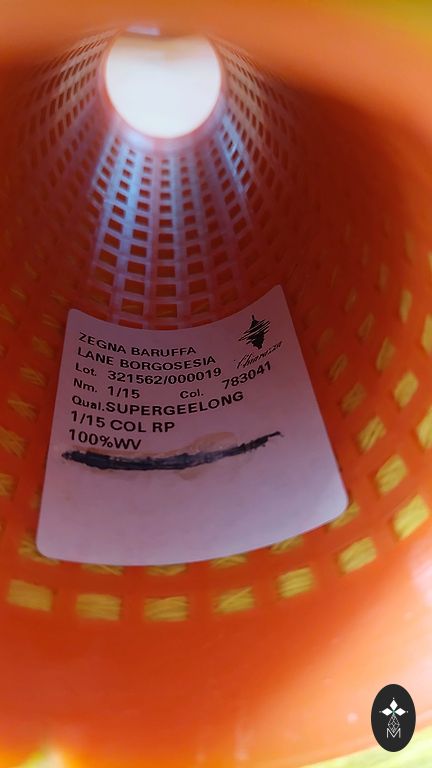 ZEGNA BARUFFA
LANE BORGOSESIA
Chiavazza
Lot. 321562/000019
Nm. 1/15 Col. 783041
Qual.SUPERGEELONG
1/15 COL RP
100%WV
M